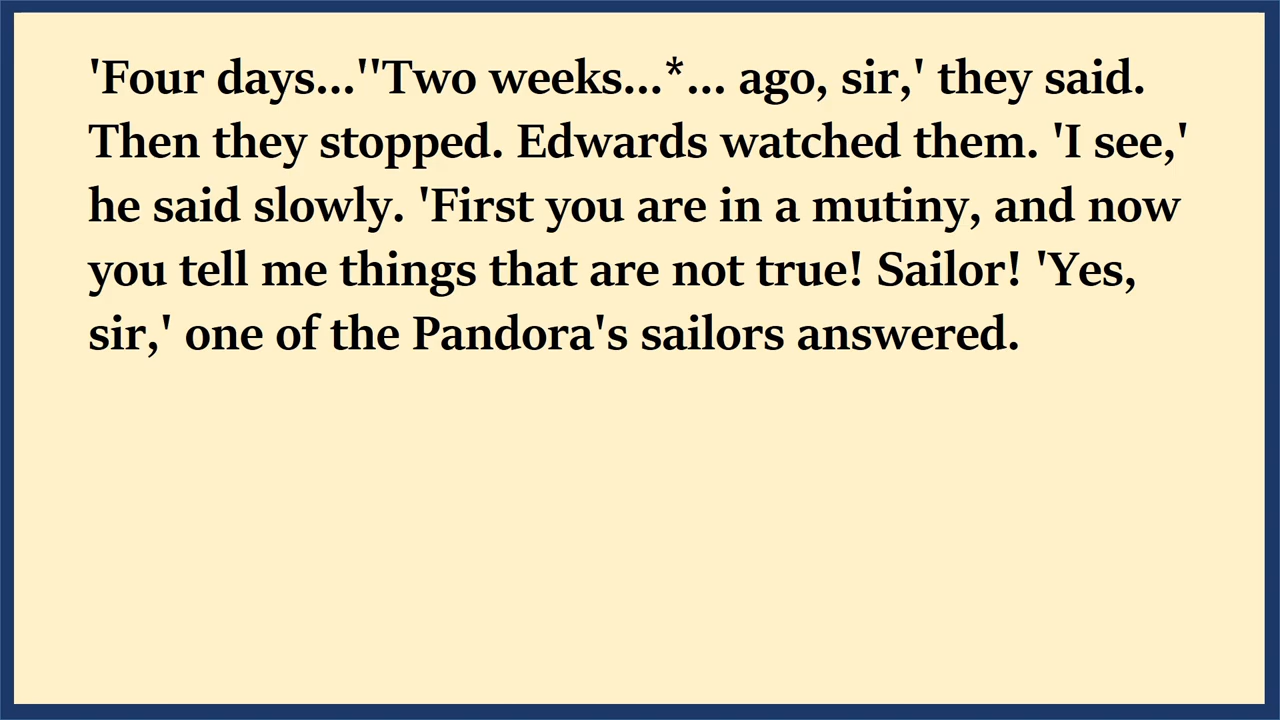 'Four days...''Two weeks...*... ago, sir,' they said.
Then they stopped. Edwards watched them. 'I see,'
he said slowly. 'First you are in a mutiny, and now
you tell me things that are not true! Sailor! 'Yes,
sir,' one of the Pandora's sailors answered.